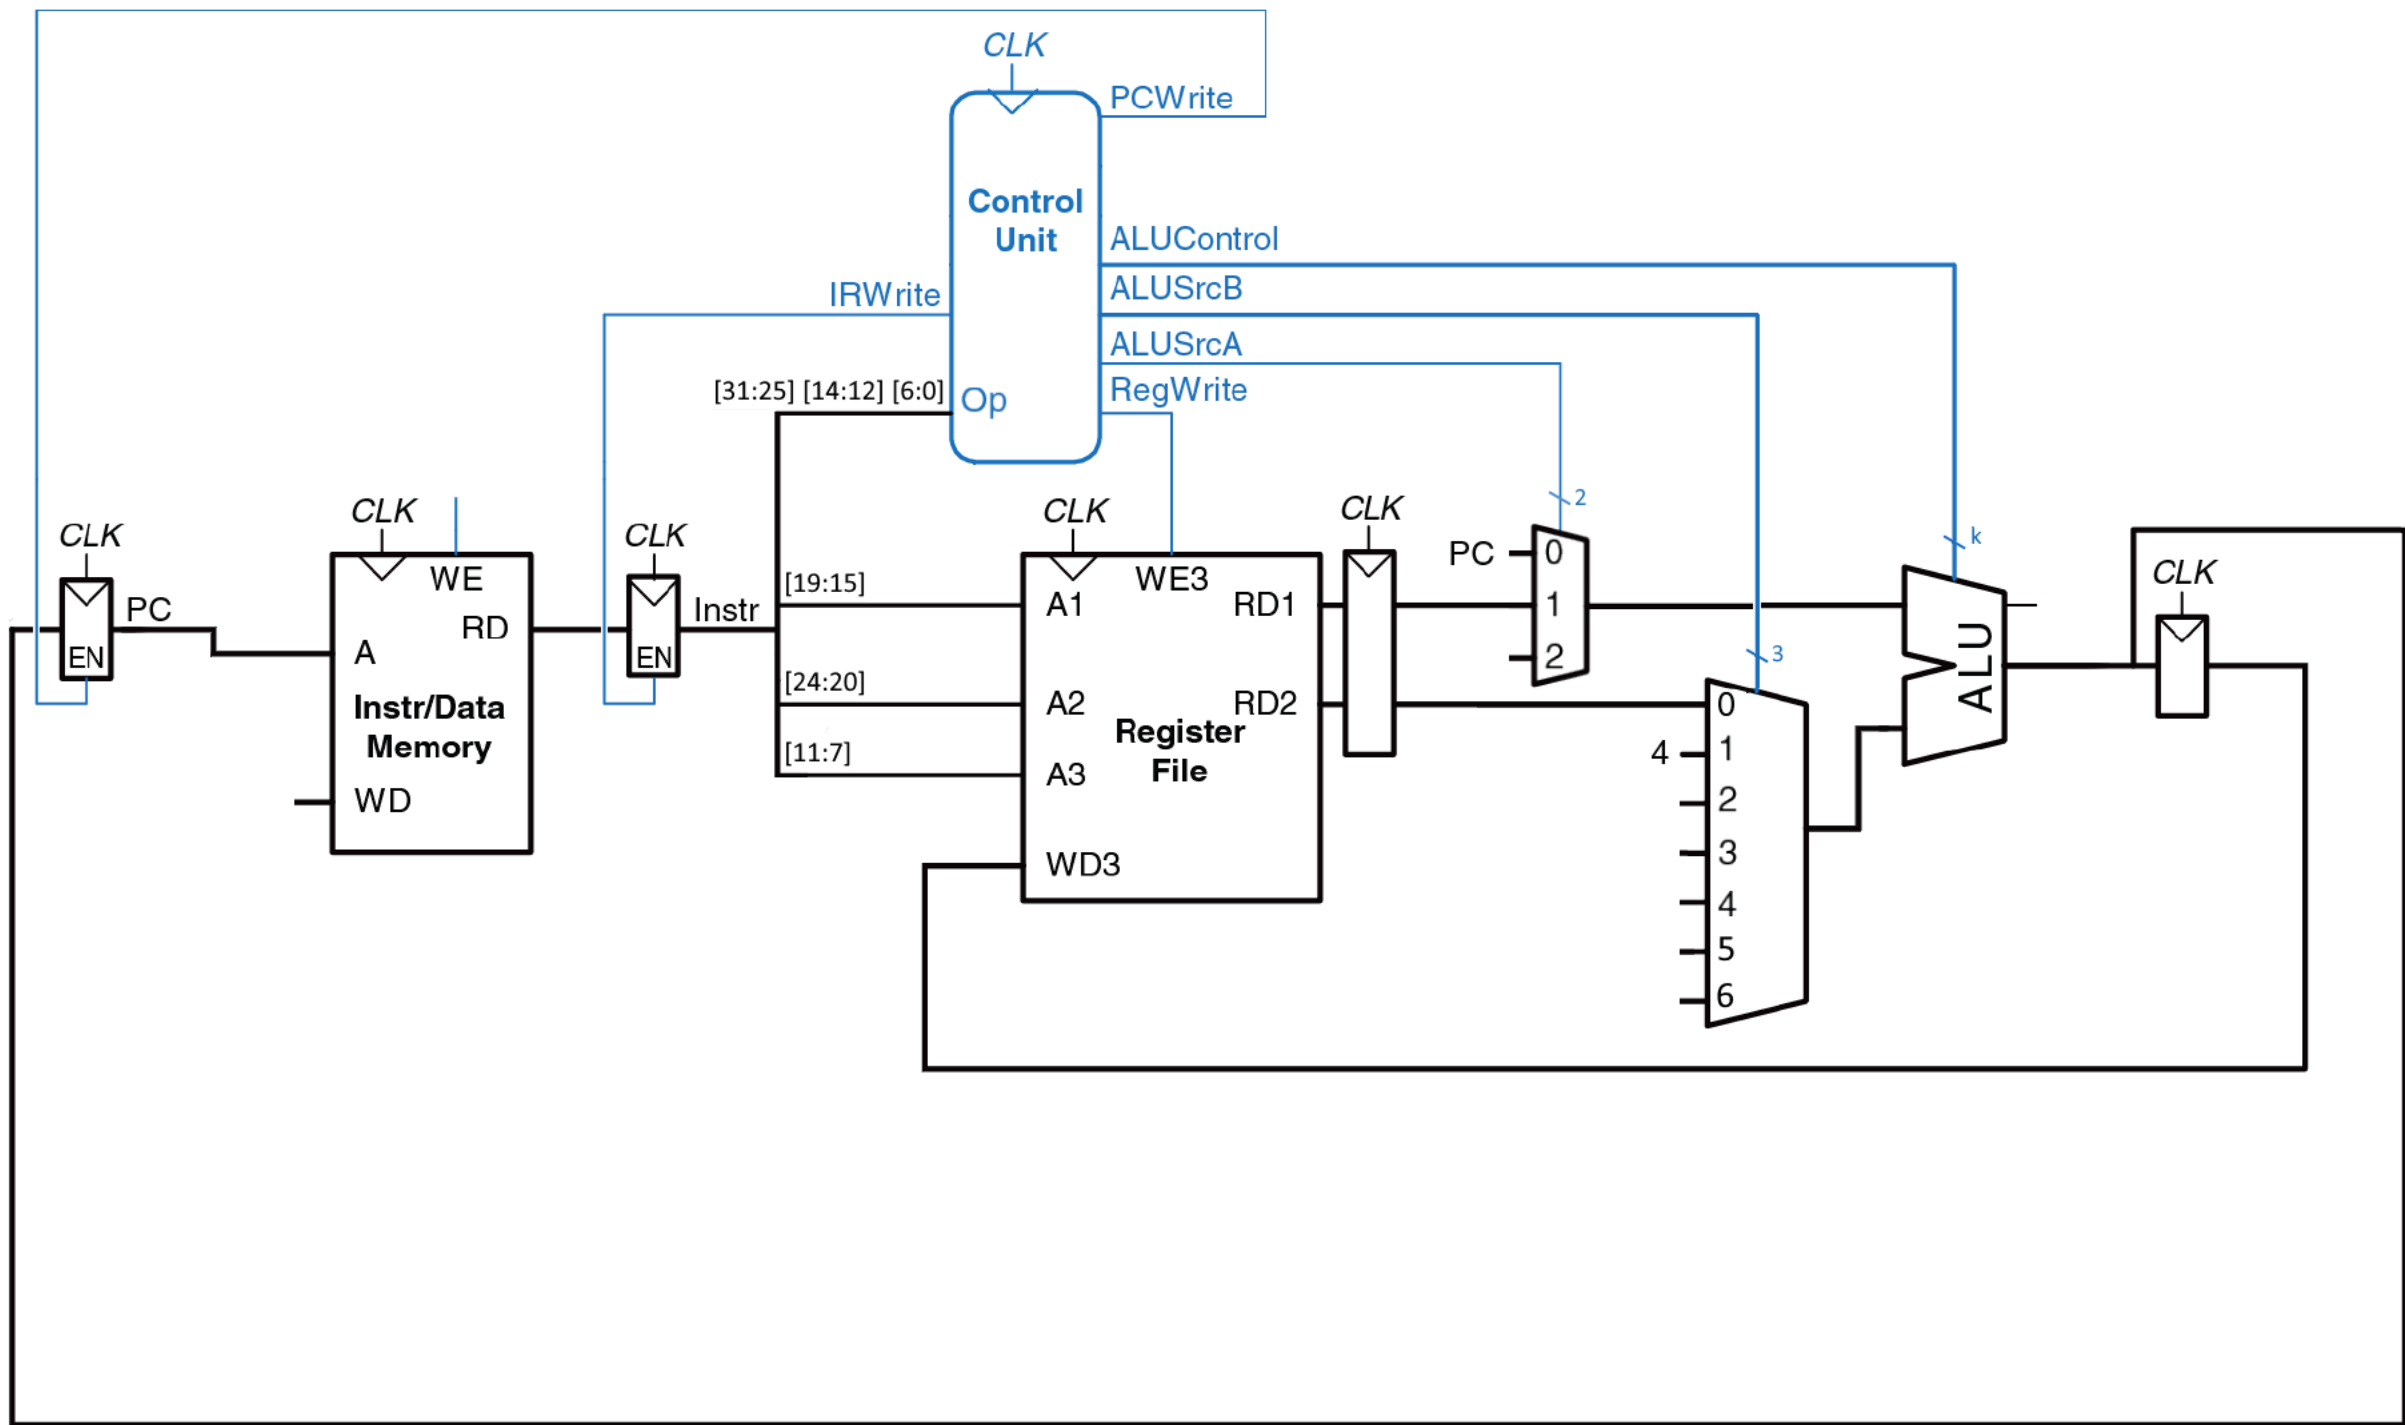 CLK
PCWrite
Control
Unit
ALUControl
IRWrite
ALUSrcB
ALUSrcA
[31:25] [14:12] [6:0]
Op
RegWrite
CLK
CLK
CLK
CLK
CLK
2
k
CLK
PC
EN
WE
A
RD
Instr/Data
Memory
WD
EN
Instr
[19:15]
[24:20]
[11:7]
A1
WE3
RD1
A2
RD2
Register
File
A3
WD3
PC
0
1
2
3
4
0
1
2
3
4
5
6
ALU